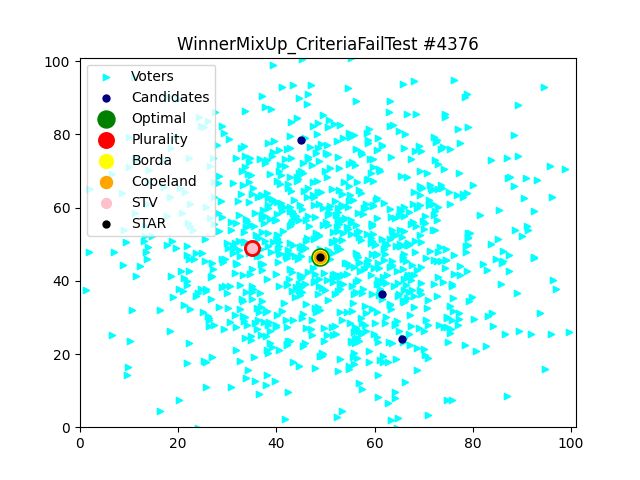 WinnerMixUp_CriteriaFailTest #4376
100
80
60
40
20
0
Voters
Candidates
Optimal
Plurality
Borda
Copeland
STV
STAR
0 20 40 60 80 100